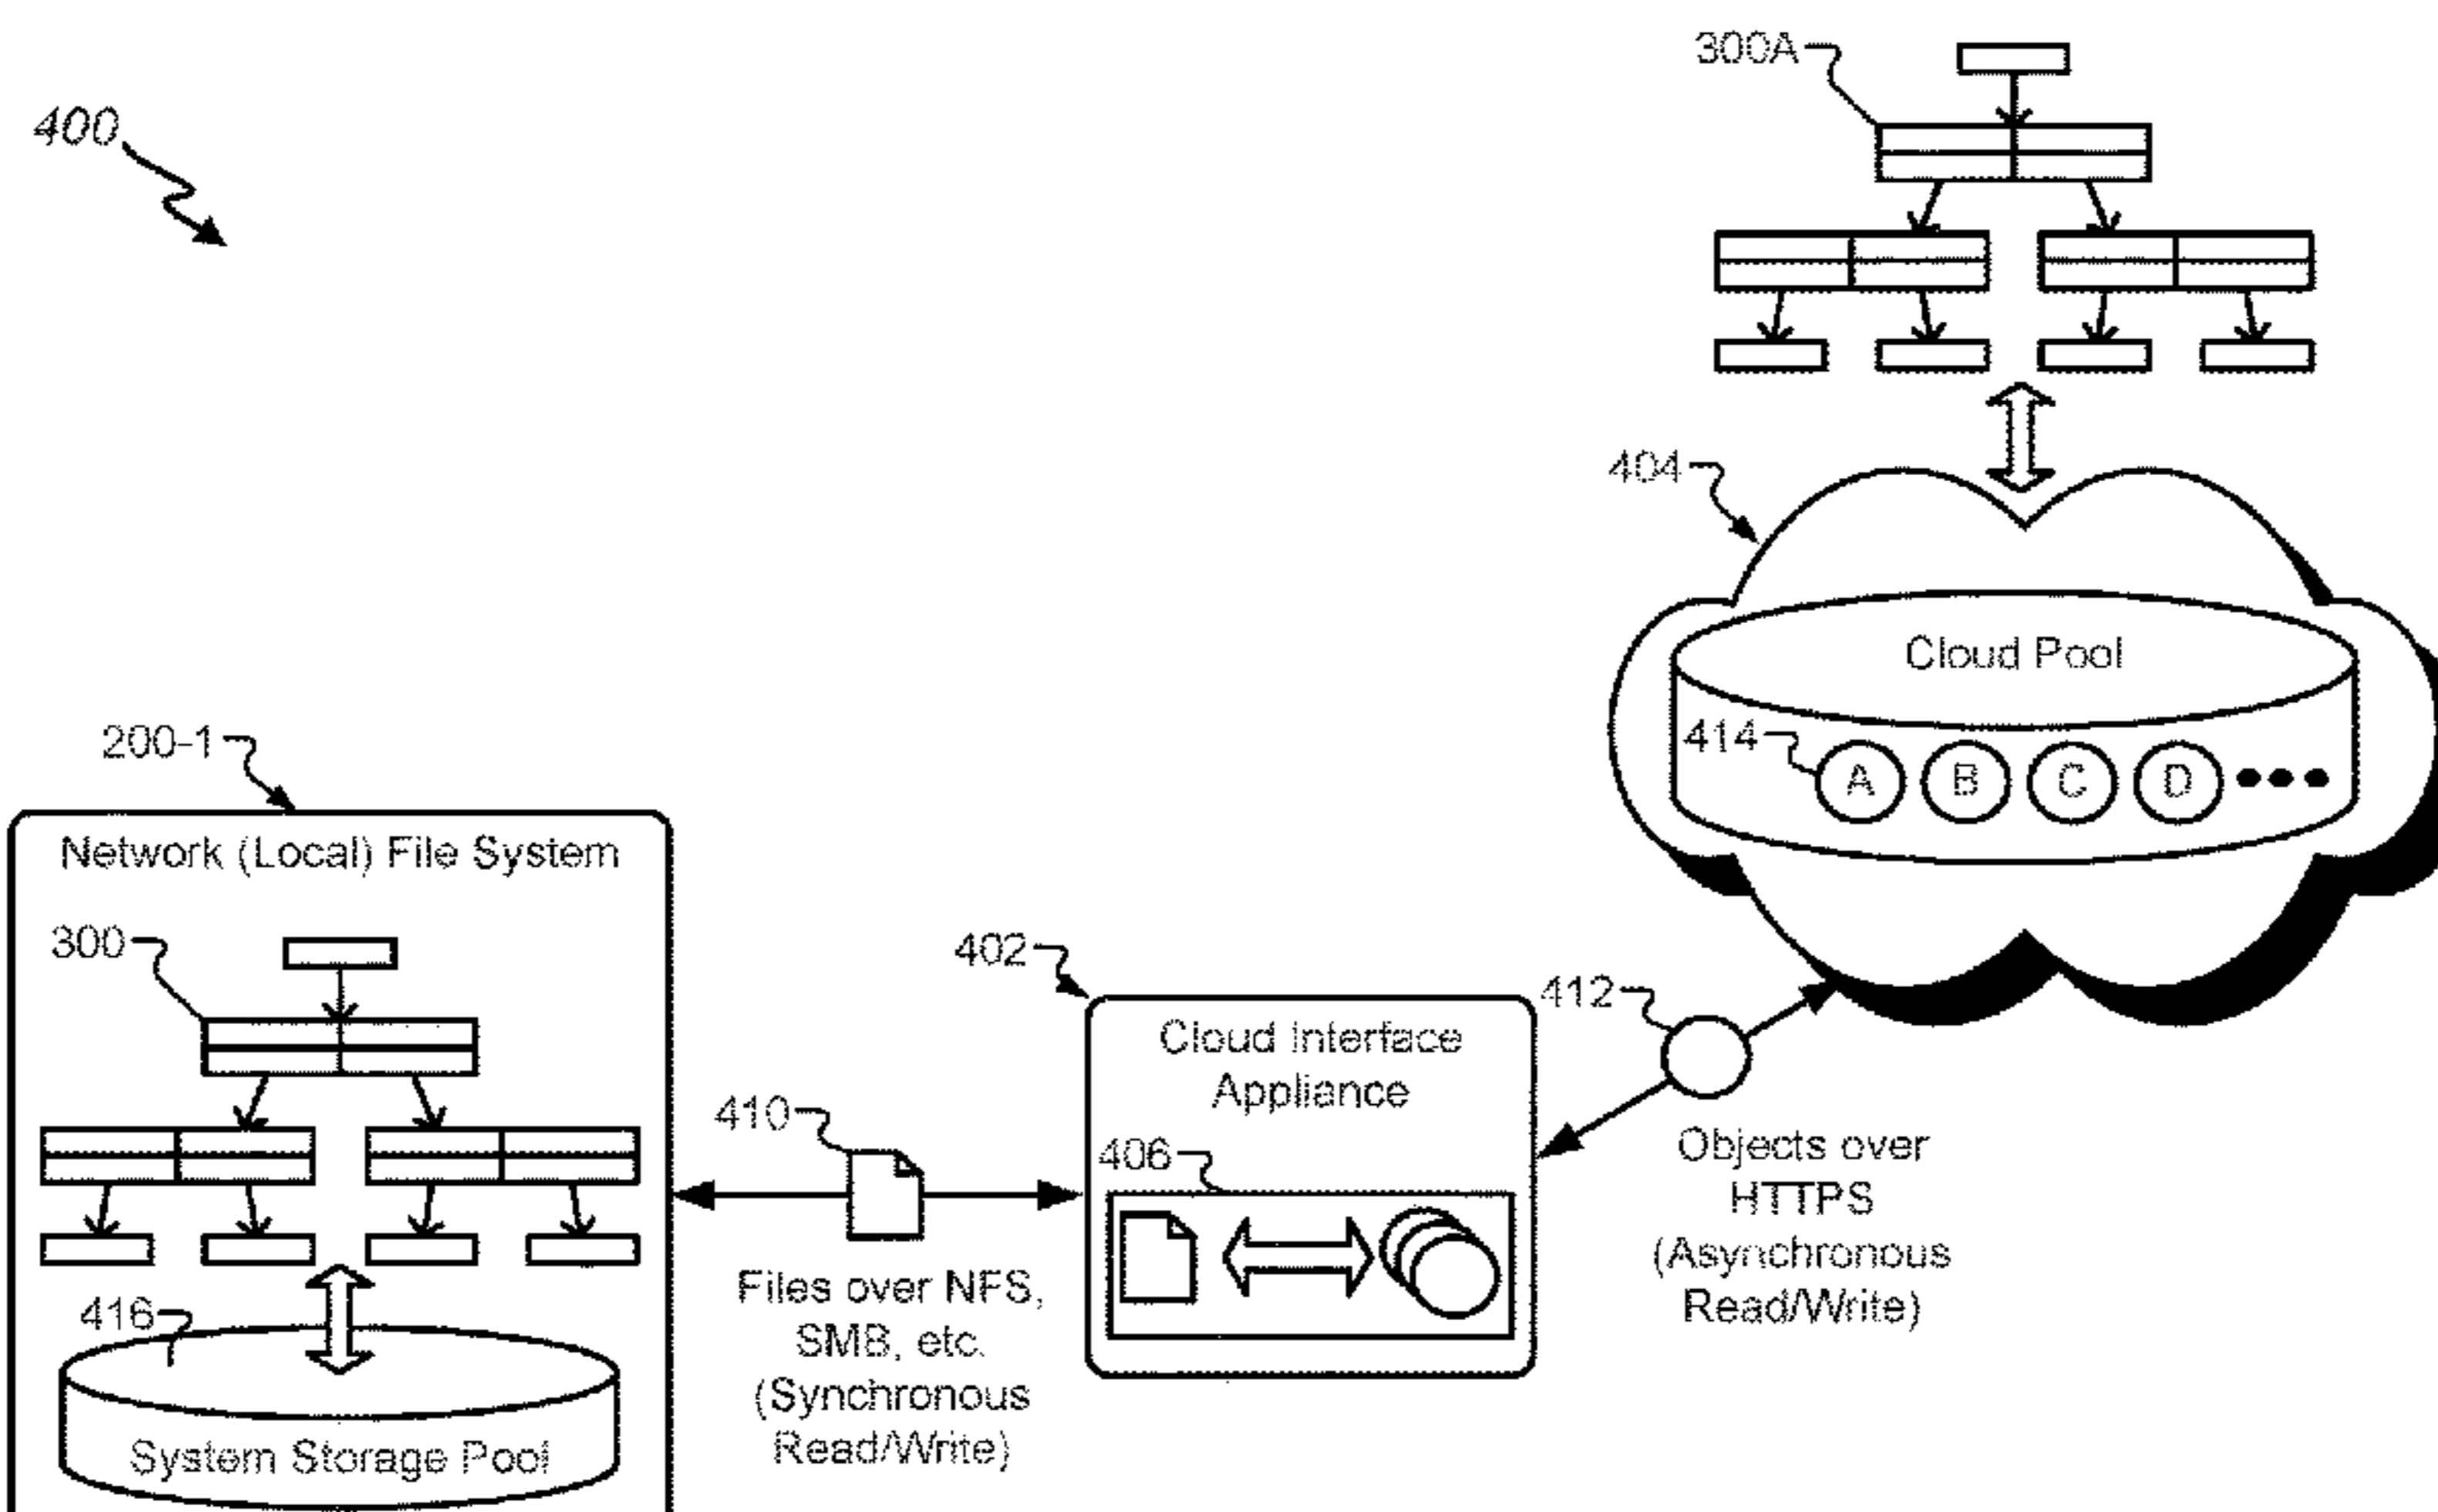 300A
400
404
Cloud Pool
414
A B C D
200-1
Network (Local) File System
300
402
412
Cloud Interface
Appliance
410
406
Objects over
HTTPS
(Asynchronous
Read/Write)
Files over NFS,
SMB, etc.
(Synchronous
Read/Write)
416
System Storage Pool